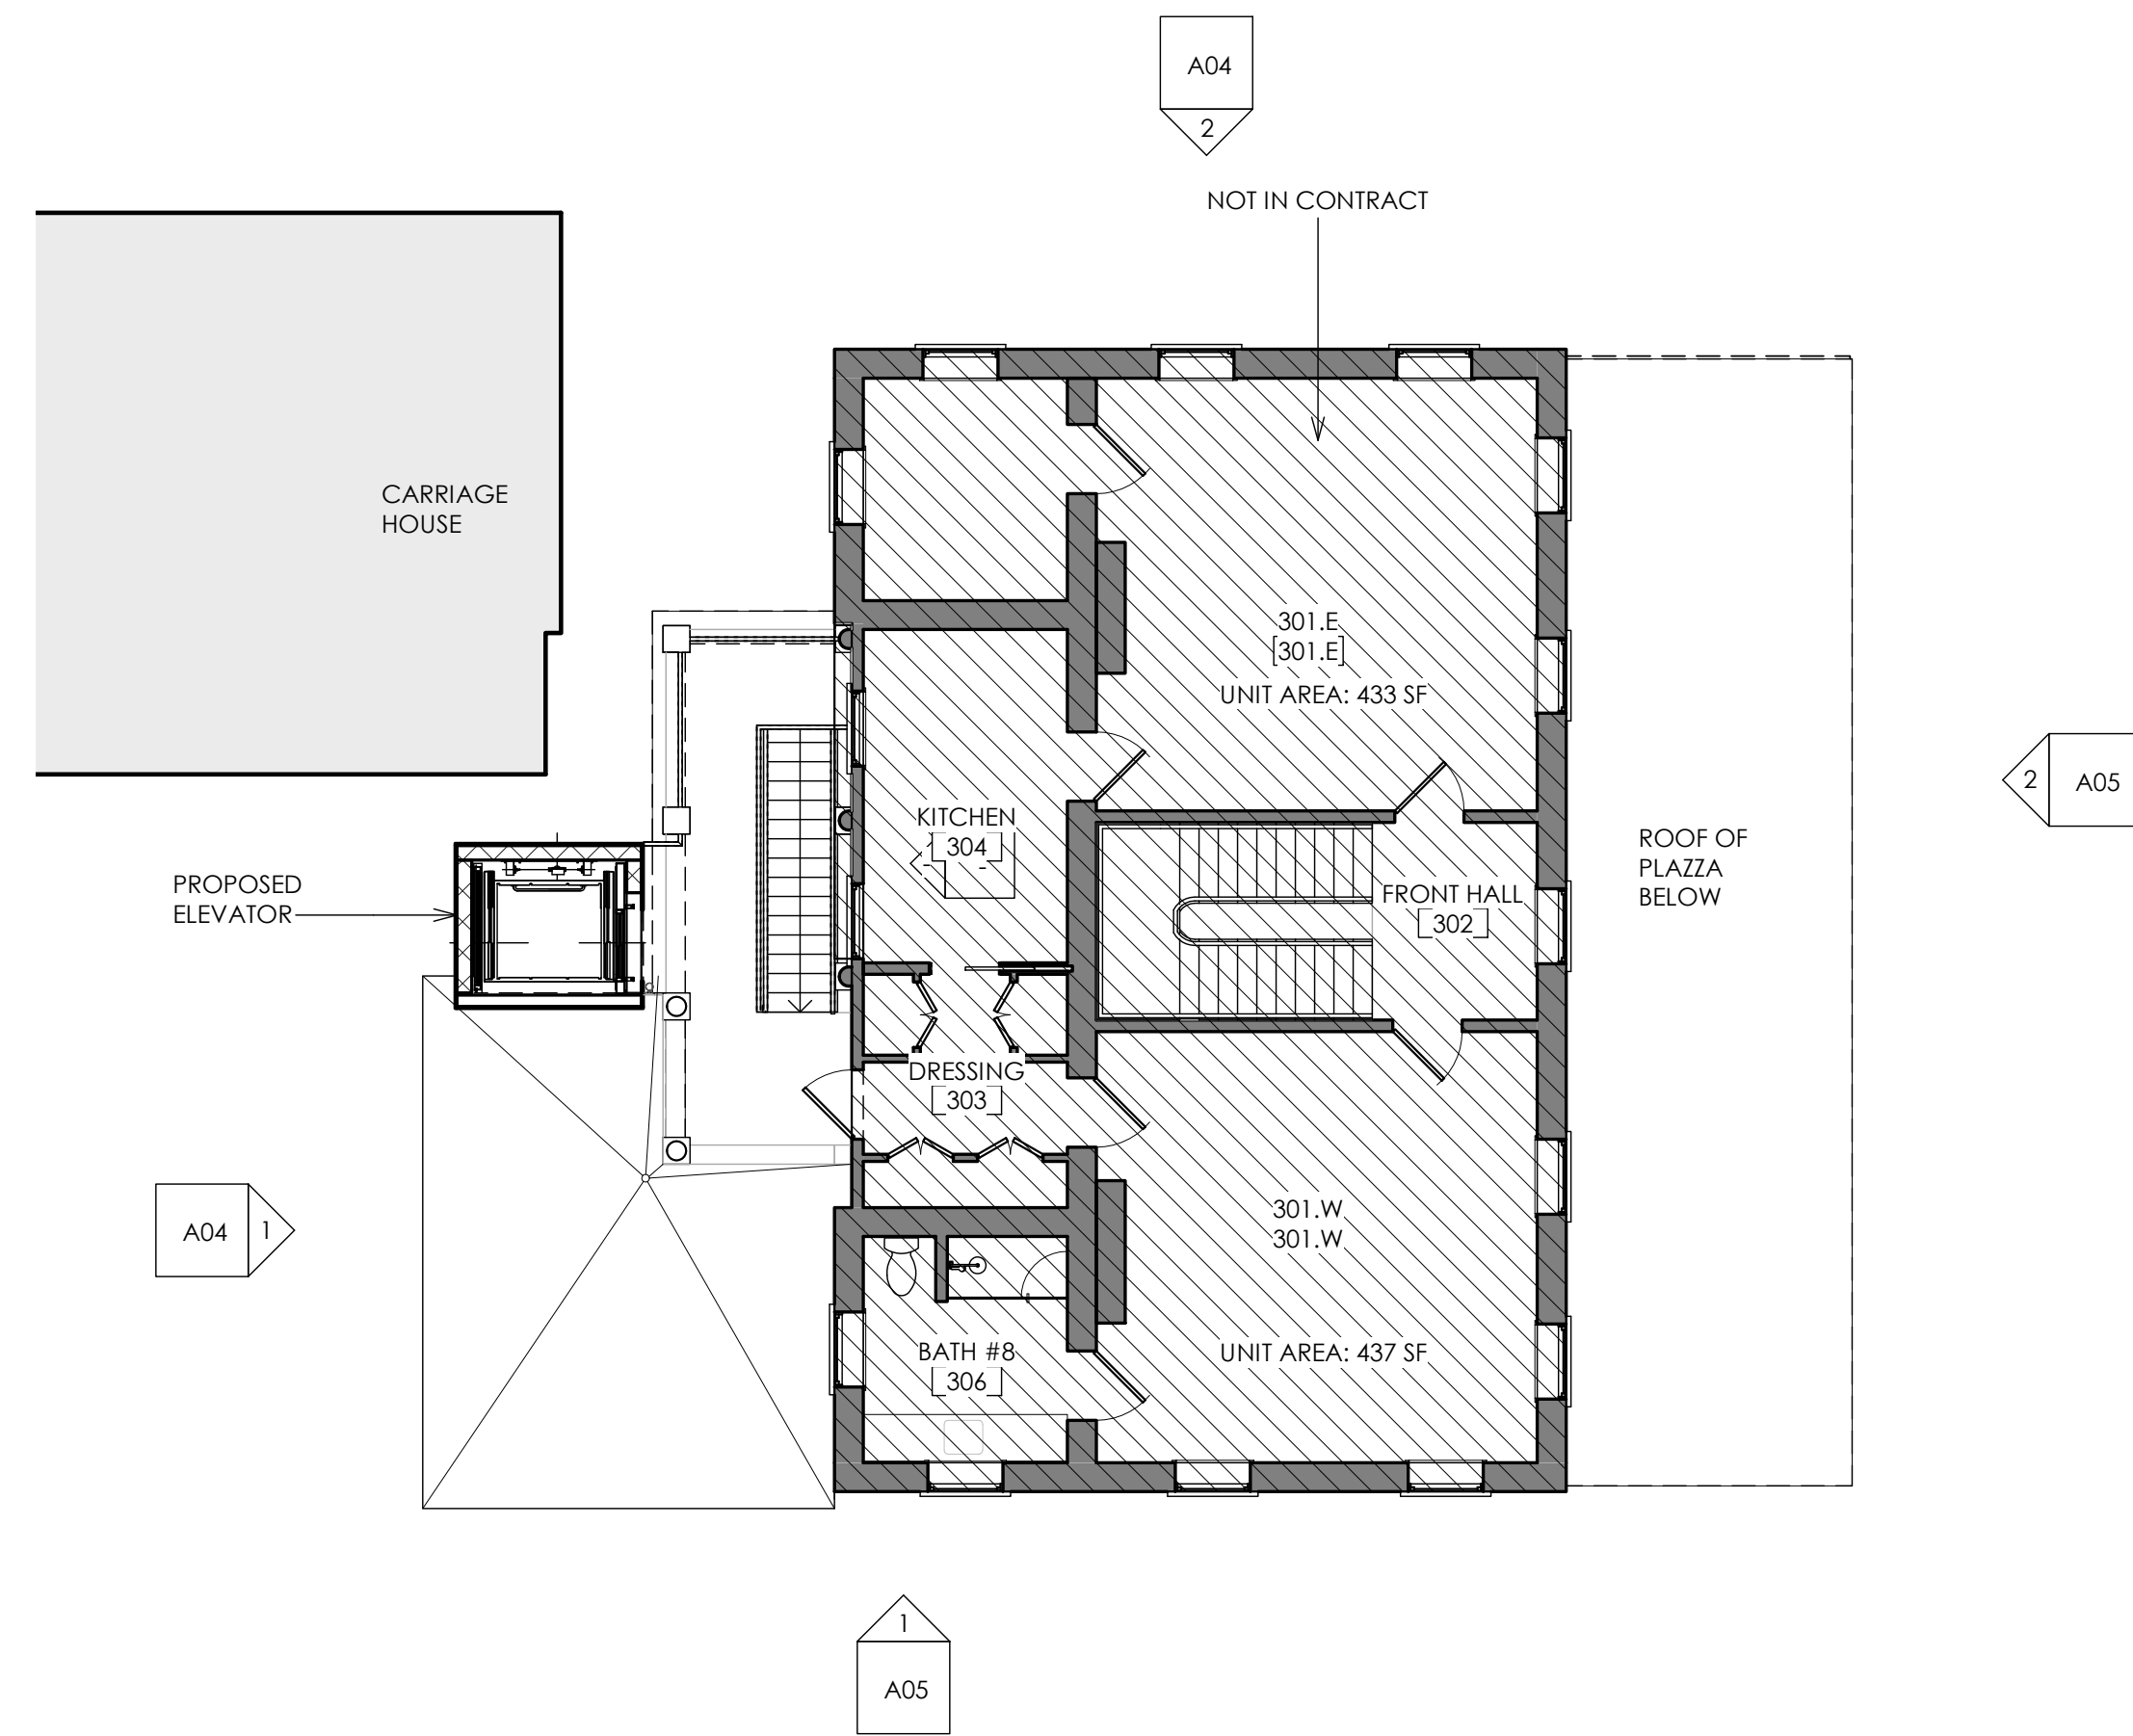 A04
2
NOT IN CONTRACT
CARRIAGE
HOUSE
301.E
[301.E]
UNIT AREA: 433 SF
2
A05
KITCHEN
304
ROOF OF
PLAZZA
BELOW
PROPOSED
ELEVATOR
FRONT HALL
302
DRESSING
303
A04
1
301.W
301.W
BATH #8
306
UNIT AREA: 437 SF
1
A05